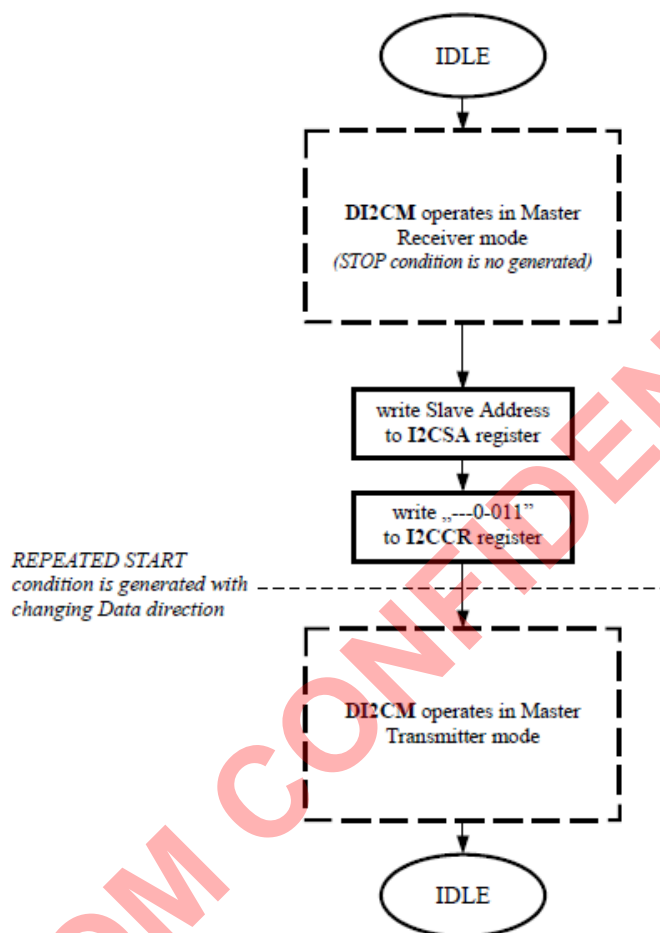 IDLE
DI2CM operates in Master
Receiver mode
(STOP condition is no generated)
write Slave Address
to I2CSA register
write „---0-011”
to I2CCR register
REPEATED START
condition is generated with
changing Data direction
DI2CM operates in Master
Transmitter mode
IDLE
OM CONFIDEN